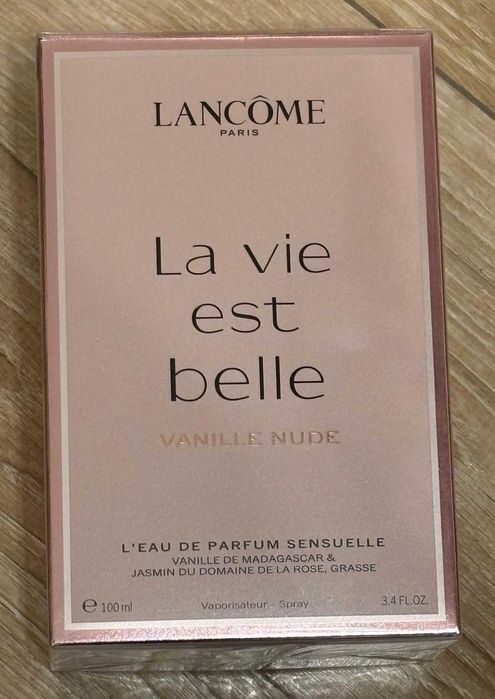 LANCÔME
PARIS
La vie
est
belle
VANILLE NUDE
L'EAU DE PARFUM SENSUELLE
VANILLE DE MADAGASCAR &
JASMIN DU DOMAINE DE LA ROSE, GRASSE
℮ 100 ml Vaporisateur - Spray 3.4 FL.OZ.